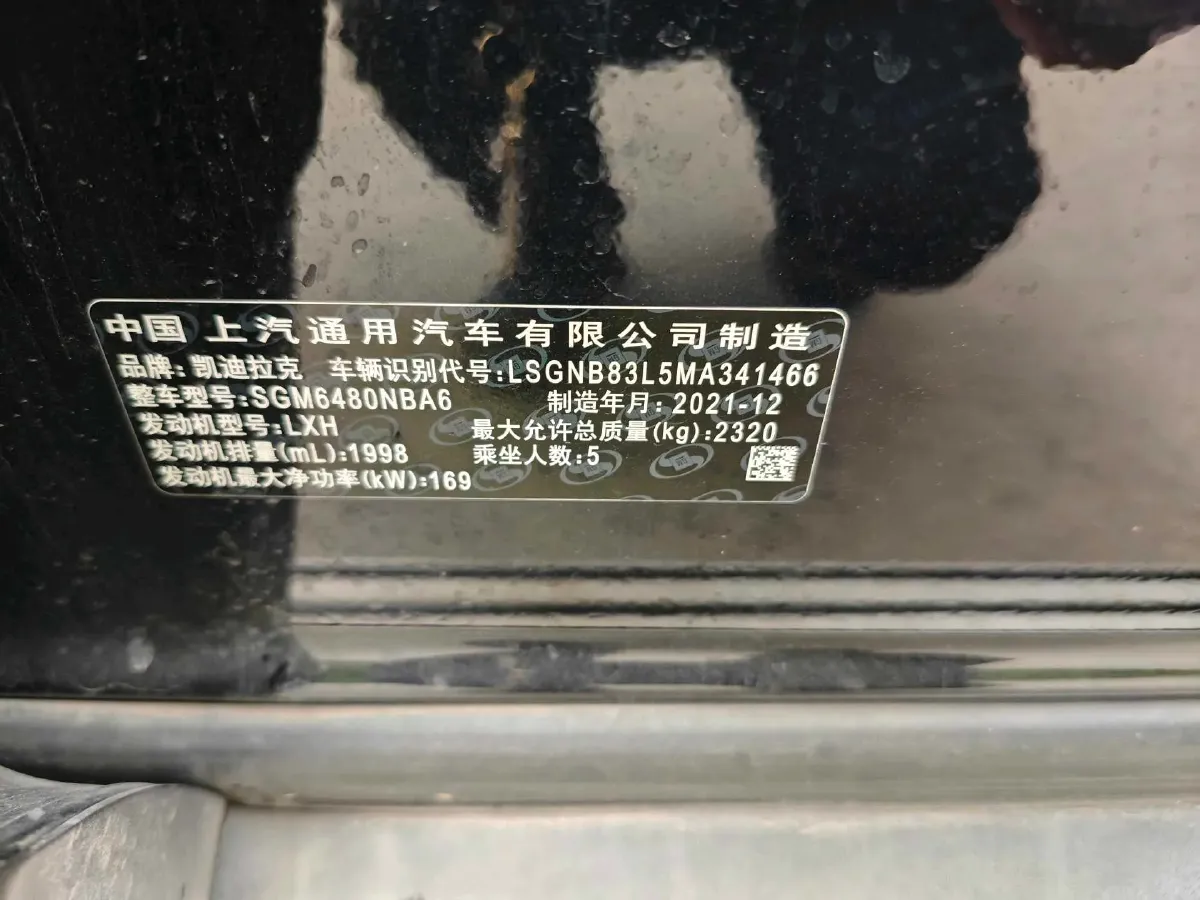 中国 上汽通用汽车有限公司制造
品牌:凯迪拉克 车辆识别代号:LSGNB83L5MA341466
整车型号:SGM6480NBA6 制造年月:2021-12
发动机型号:LXH 最大允许总质量(kg):2320
发动机排量(mL):1998 乘坐人数:5
发动机最大净功率(kW):169